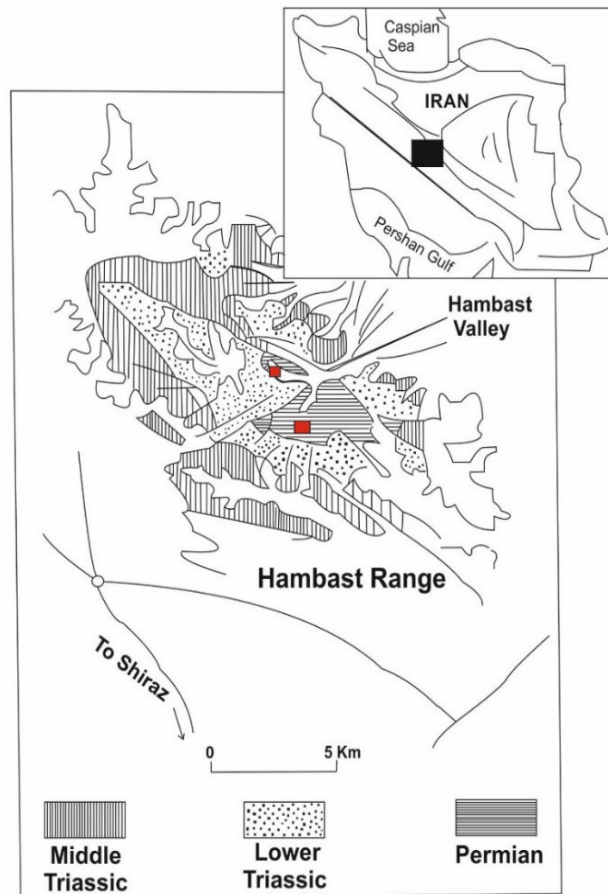 Caspian
Sea
IRAN
Pershan Gulf
Hambast
Valley
Hambast Range
To Shiraz
0 5 Km
Middle
Triassic
Lower
Triassic
Permian